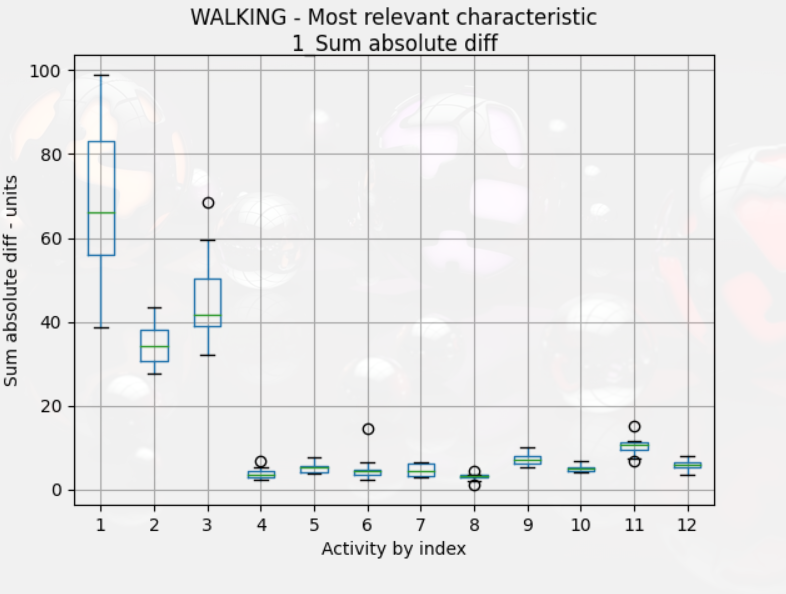 WALKING - Most relevant characteristic
1_Sum absolute diff
100
80
60
40
20
0
Sum absolute diff - units
1 2 3 4 5 6 7 8 9 10 11 12
Activity by index